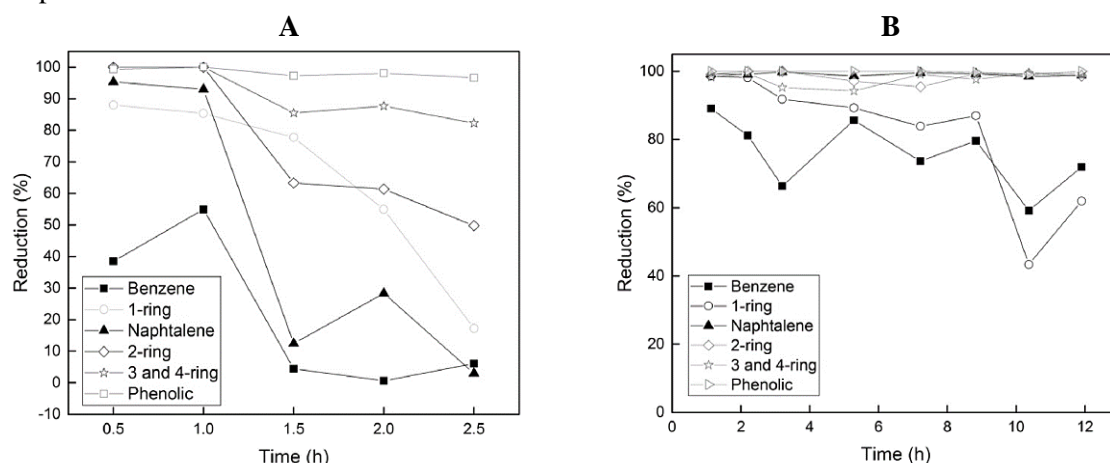 A
B
100
90
80
70
60
50
40
30
20
10
0
-10
Reduction (%)
Benzene
1-ring
Naphtalene
2-ring
3 and 4-ring
Phenolic
0.5 1.0 1.5 2.0 2.5
Time (h)
100
80
60
40
20
0
Reduction (%)
Benzene
1-ring
Naphtalene
2-ring
3 and 4-ring
Phenolic
0 2 4 6 8 10 12
Time (h)